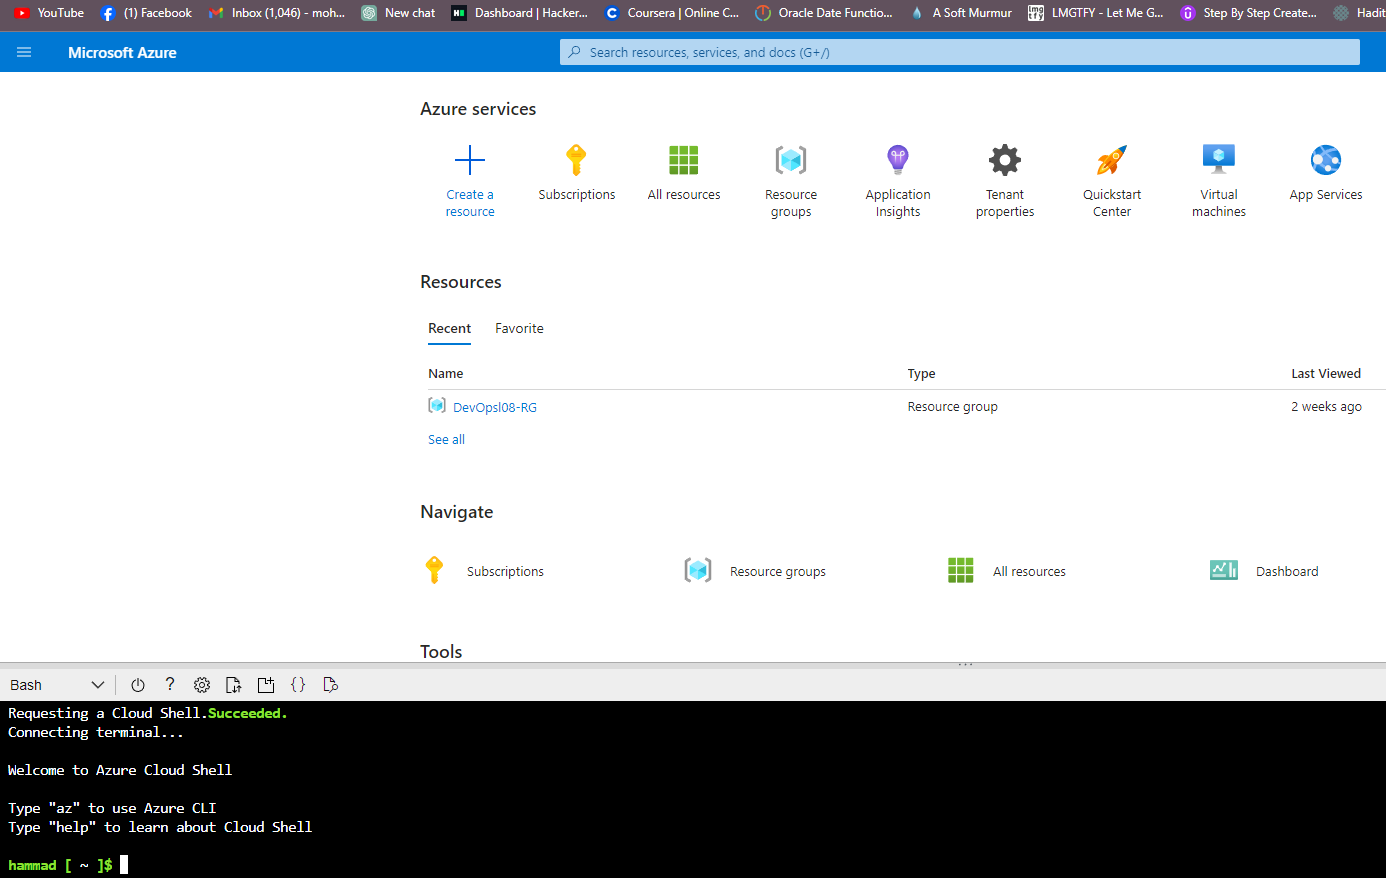 YouTube (1) Facebook Inbox (1,046) - moh... New chat Dashboard | Hacker... Coursera | Online C... Oracle Date Functio... A Soft Murmur LMGTFY - Let Me G... Step By Step Create... Hadit
Microsoft Azure Search resources, services, and docs (G+/)
Azure services
Create a resource
Subscriptions
All resources
Resource groups
Application Insights
Tenant properties
Quickstart Center
Virtual machines
App Services
Resources
Recent Favorite
Name Type Last Viewed
DevOpsl08-RG Resource group 2 weeks ago
See all
Navigate
Subscriptions Resource groups All resources Dashboard
Tools
Bash
Requesting a Cloud Shell.Succeeded.
Connecting terminal...
Welcome to Azure Cloud Shell
Type "az" to use Azure CLI
Type "help" to learn about Cloud Shell
hammad [ ~ ]$